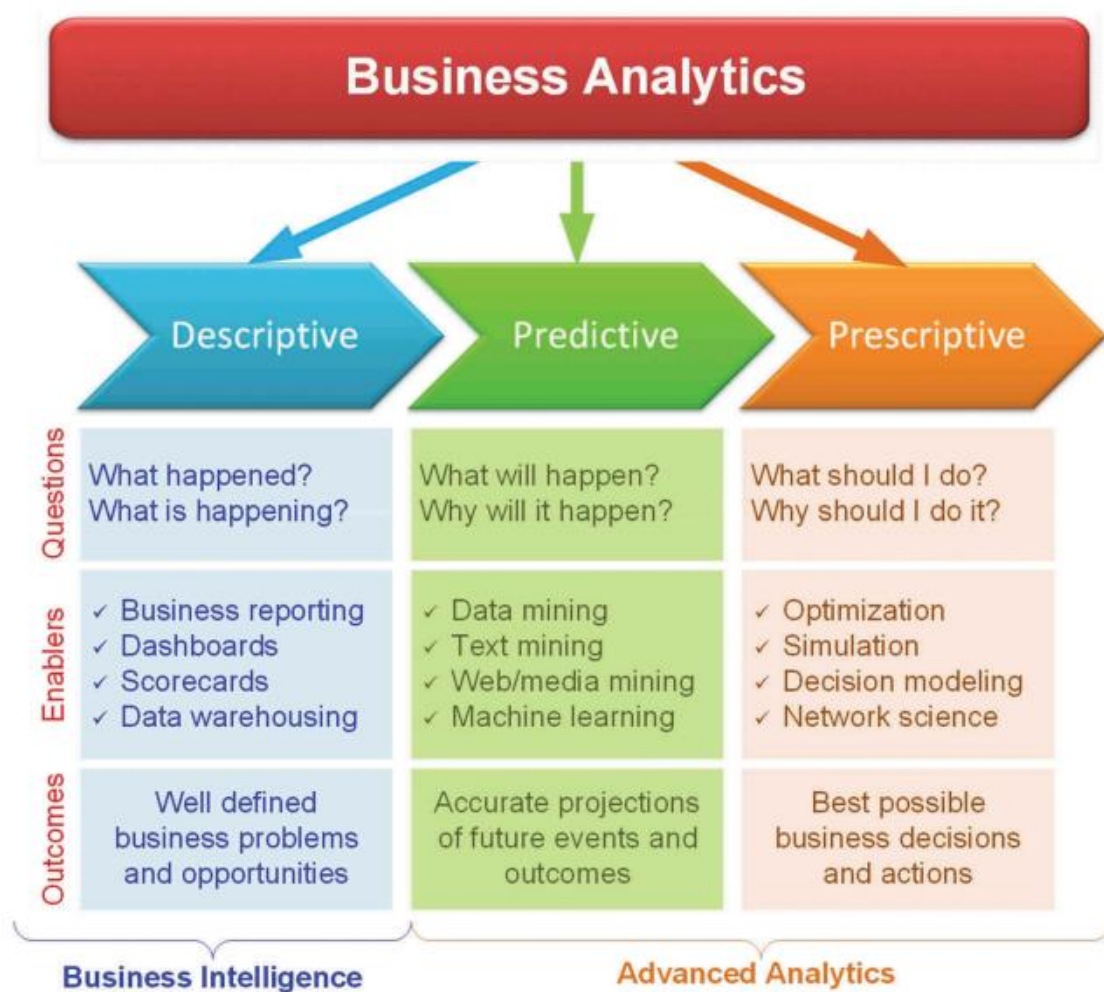 Business Analytics
Descriptive
Predictive
Prescriptive
Questions
What happened?
What is happening?
What will happen?
Why will it happen?
What should I do?
Why should I do it?
Enablers
✓ Business reporting
✓ Dashboards
✓ Scorecards
✓ Data warehousing
✓ Data mining
✓ Text mining
✓ Web/media mining
✓ Machine learning
✓ Optimization
✓ Simulation
✓ Decision modeling
✓ Network science
Outcomes
Well defined
business problems
and opportunities
Accurate projections
of future events and
outcomes
Best possible
business decisions
and actions
Business Intelligence
Advanced Analytics